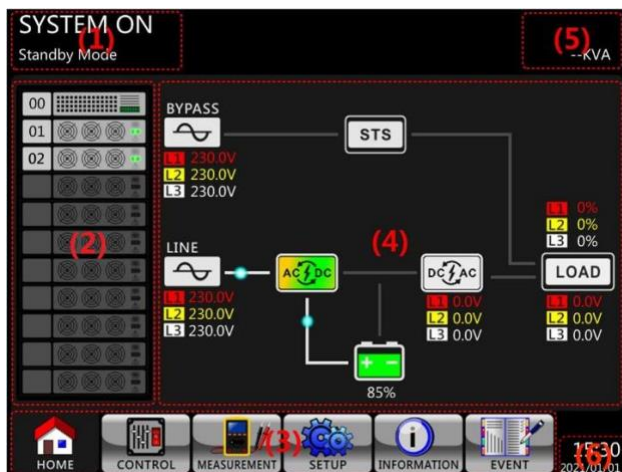 SYSTEM ON
(1)
Standby Mode
(5)
--KVA
00
01
02
(2)
BYPASS
L1 230.0V
L2 230.0V
L3 230.0V
STS
LINE
L1 230.0V
L2 230.0V
L3 230.0V
AC DC
(4)
DC AC
L1 0.0V
L2 0.0V
L3 0.0V
L1 0%
L2 0%
L3 0%
LOAD
L1 0.0V
L2 0.0V
L3 0.0V
+ -
85%
(3)
HOME
CONTROL
MEASUREMENT
SETUP
INFORMATION
EVENT
(6)
15:30
2021/01/01